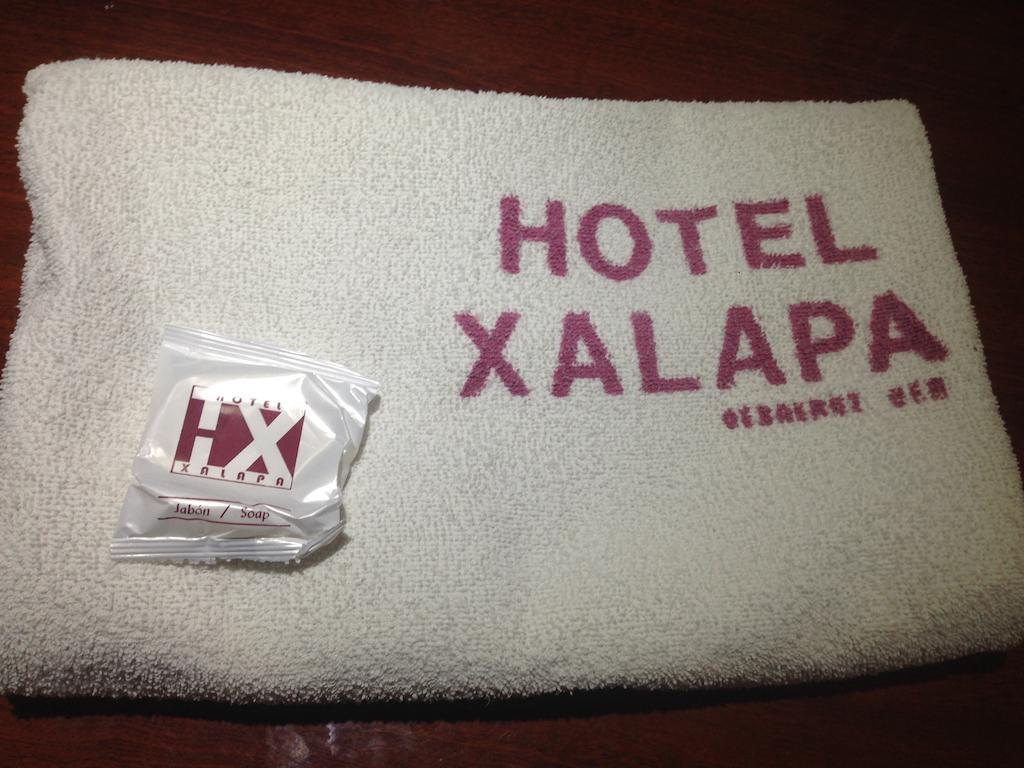 HOTEL
XALAPA
HOTEL
HX
XALAPA
Jabón / Soap